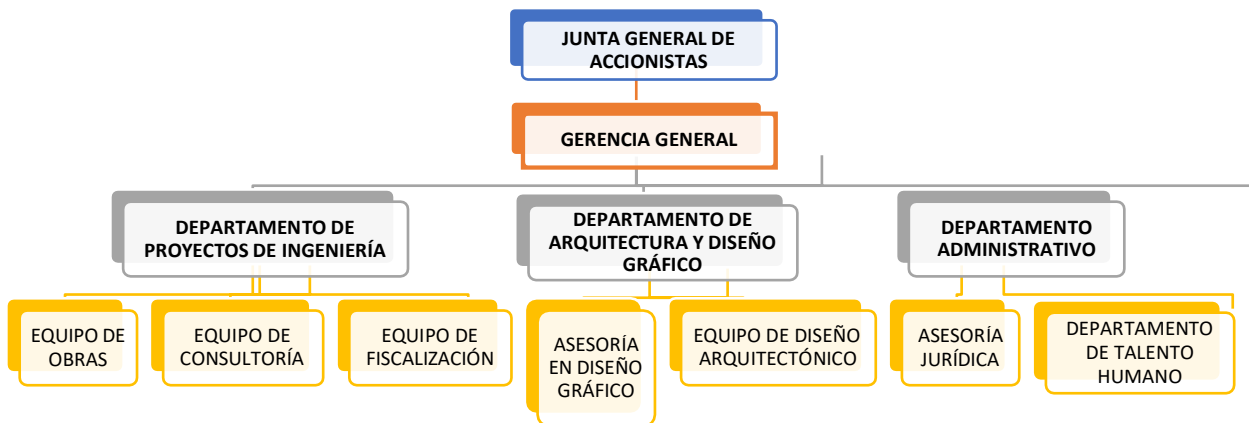 JUNTA GENERAL DE
ACCIONISTAS
GERENCIA GENERAL
DEPARTAMENTO DE
PROYECTOS DE INGENIERÍA
DEPARTAMENTO DE
ARQUITECTURA Y DISEÑO
GRÁFICO
DEPARTAMENTO
ADMINISTRATIVO
EQUIPO DE
OBRAS
EQUIPO DE
CONSULTORÍA
EQUIPO DE
FISCALIZACIÓN
ASESORÍA
EN DISEÑO
GRÁFICO
EQUIPO DE DISEÑO
ARQUITECTÓNICO
ASESORÍA
JURÍDICA
DEPARTAMENTO
DE TALENTO
HUMANO